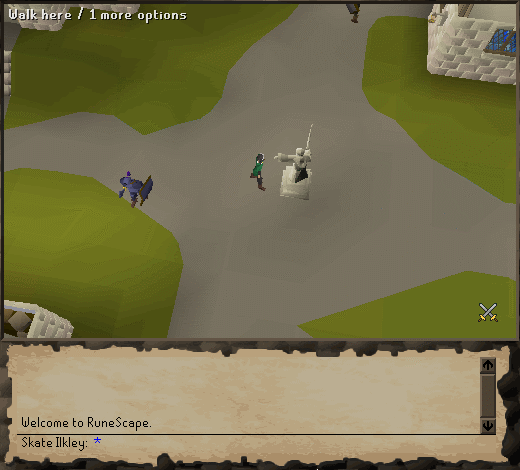 Walk here / 1 more options
Welcome to RuneScape.
Skate Ilkley: *